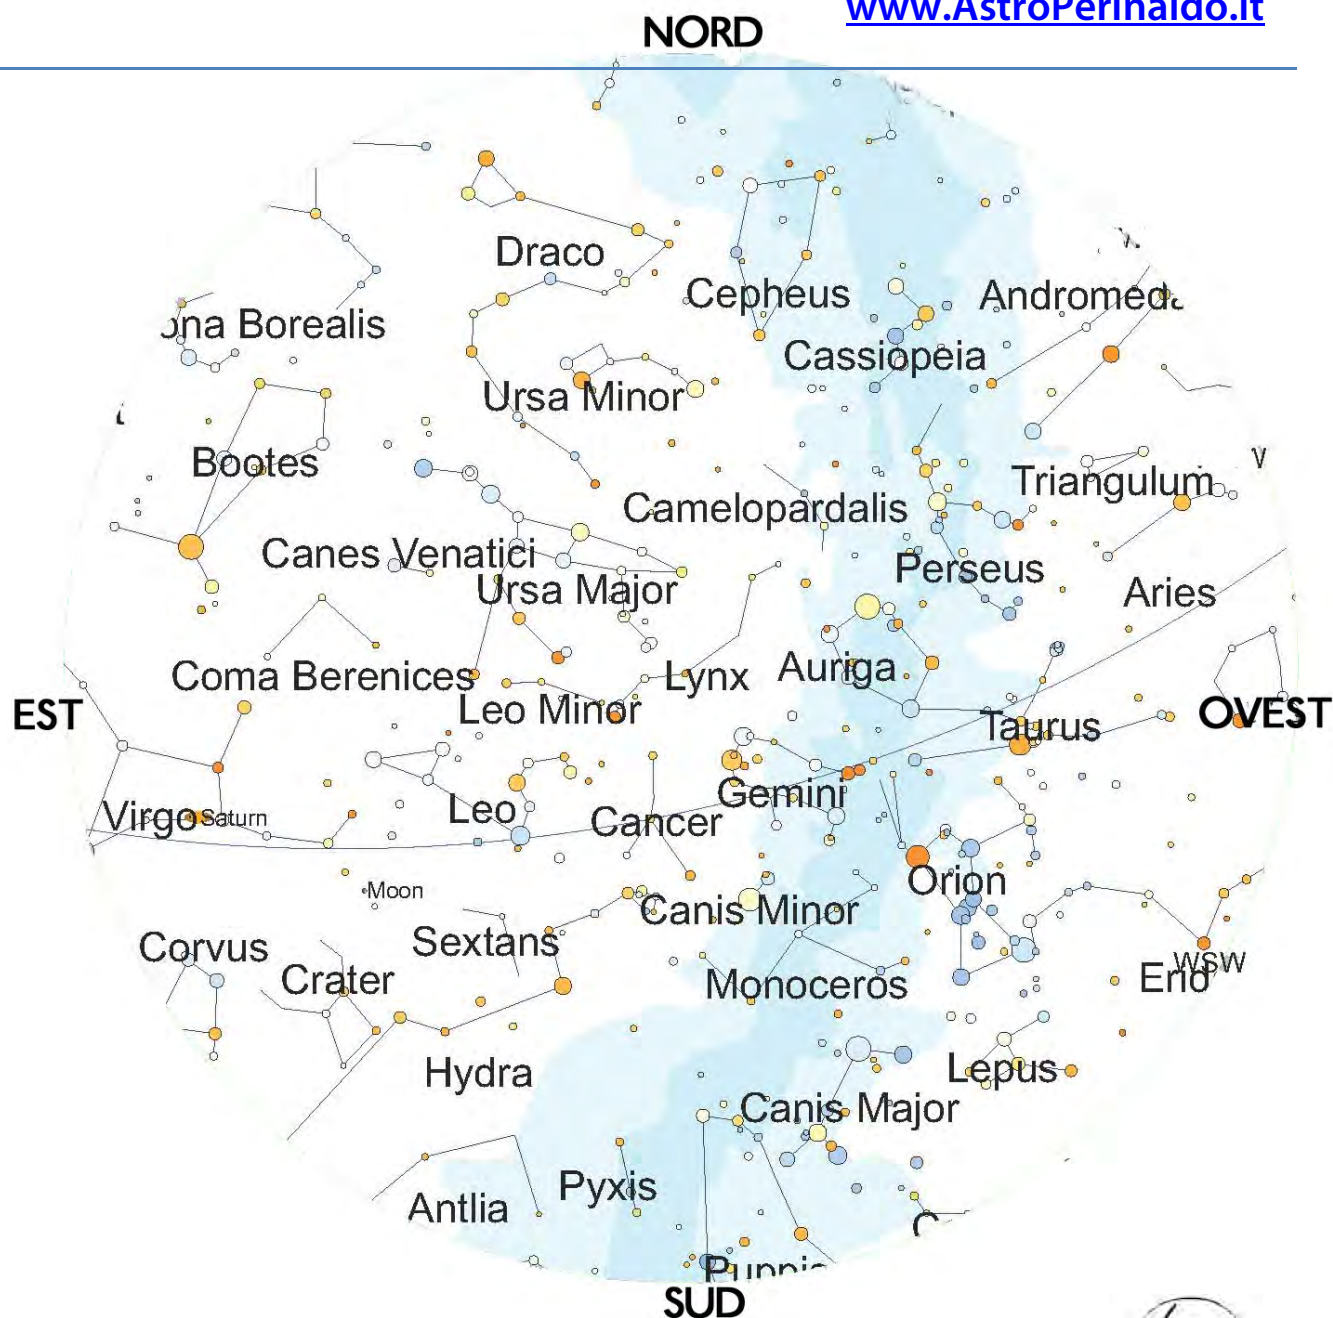 www.AstroPerinaldo.it
NORD
Draco
Cepheus
Andromeda
ona Borealis
Cassiopeia
Ursa Minor
Bootes
Triangulum
Camelopardalis
Canes Venatici
Perseus
Ursa Major
Aries
Coma Berenices
Lynx
Auriga
EST
Leo Minor
OVEST
Taurus
Gemini
Virgo
Saturn
Leo
Cancer
Moon
Orion
Canis Minor
Corvus
Sextans
WSW
Crater
Monoceros
Erid
Hydra
Lepus
Canis Major
Pyxis
Antlia
Puppis
SUD